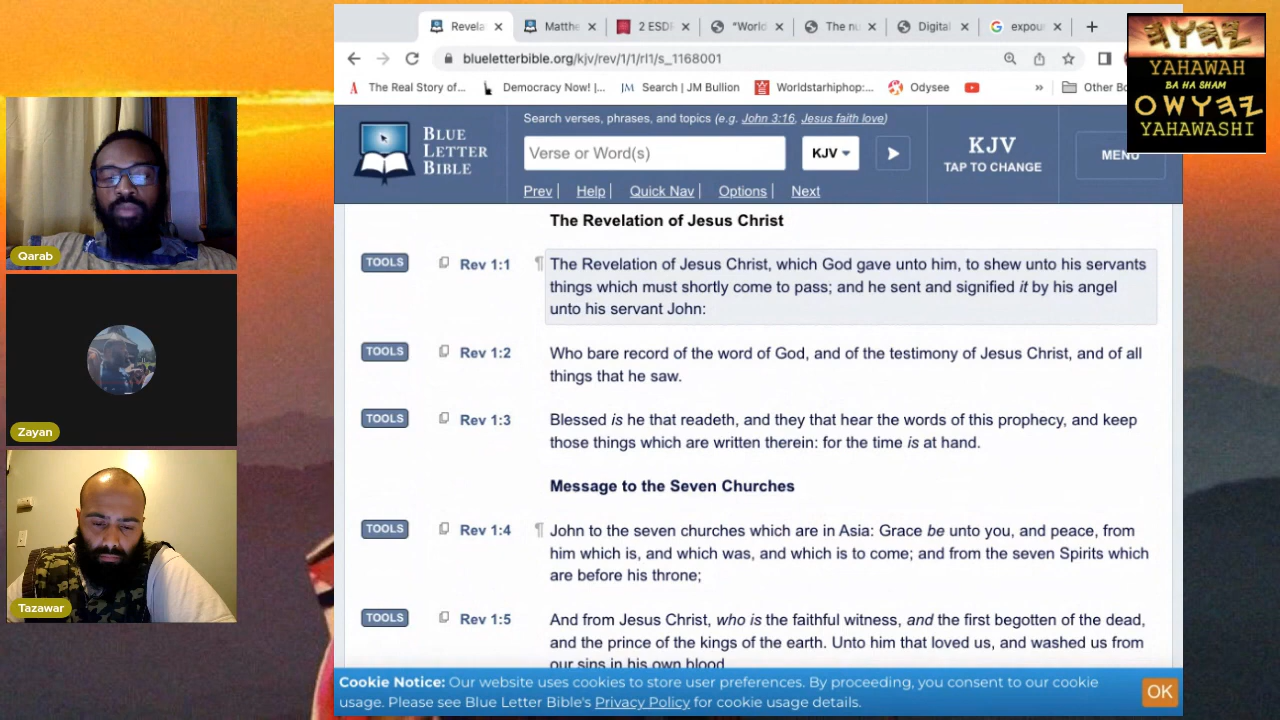 Revela
Matthe
2 ESDF
"World
The nu
Digital
expou
blueletterbible.org/kjv/rev/1/1/rl1/s_1168001
The Real Story of...
Democracy Now! |...
JM Search | JM Bullion
Worldstarhiphop:...
Odysee
»
Other Bo
YAHAWAH
BA HA SHAM
YAHAWASHI
BLUE
LETTER
BIBLE
Search verses, phrases, and topics (e.g. John 3:16, Jesus faith love)
Verse or Word(s)
KJV
KJV
TAP TO CHANGE
MENU
Prev | Help | Quick Nav | Options | Next
The Revelation of Jesus Christ
TOOLS Rev 1:1 ¶ The Revelation of Jesus Christ, which God gave unto him, to shew unto his servants
things which must shortly come to pass; and he sent and signified it by his angel
unto his servant John:
TOOLS Rev 1:2 Who bare record of the word of God, and of the testimony of Jesus Christ, and of all
things that he saw.
TOOLS Rev 1:3 Blessed is he that readeth, and they that hear the words of this prophecy, and keep
those things which are written therein: for the time is at hand.
Message to the Seven Churches
TOOLS Rev 1:4 ¶ John to the seven churches which are in Asia: Grace be unto you, and peace, from
him which is, and which was, and which is to come; and from the seven Spirits which
are before his throne;
TOOLS Rev 1:5 And from Jesus Christ, who is the faithful witness, and the first begotten of the dead,
and the prince of the kings of the earth. Unto him that loved us, and washed us from
our sins in his own blood
Cookie Notice: Our website uses cookies to store user preferences. By proceeding, you consent to our cookie
usage. Please see Blue Letter Bible's Privacy Policy for cookie usage details.
OK
Qarab
Zayan
Tazawar